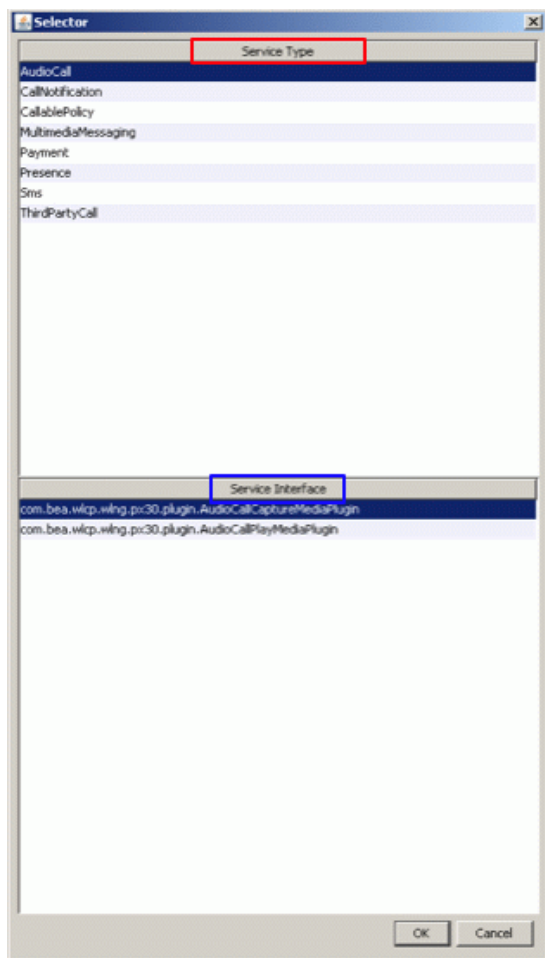 Selector
Service Type
AudioCall
CallNotification
CallablePolicy
MultimediaMessaging
Payment
Presence
Sms
ThirdPartyCall
Service Interface
com.bea.wlcp.wlng.px30.plugin.AudioCallCaptureMediaPlugin
com.bea.wlcp.wlng.px30.plugin.AudioCallPlayMediaPlugin
OK Cancel